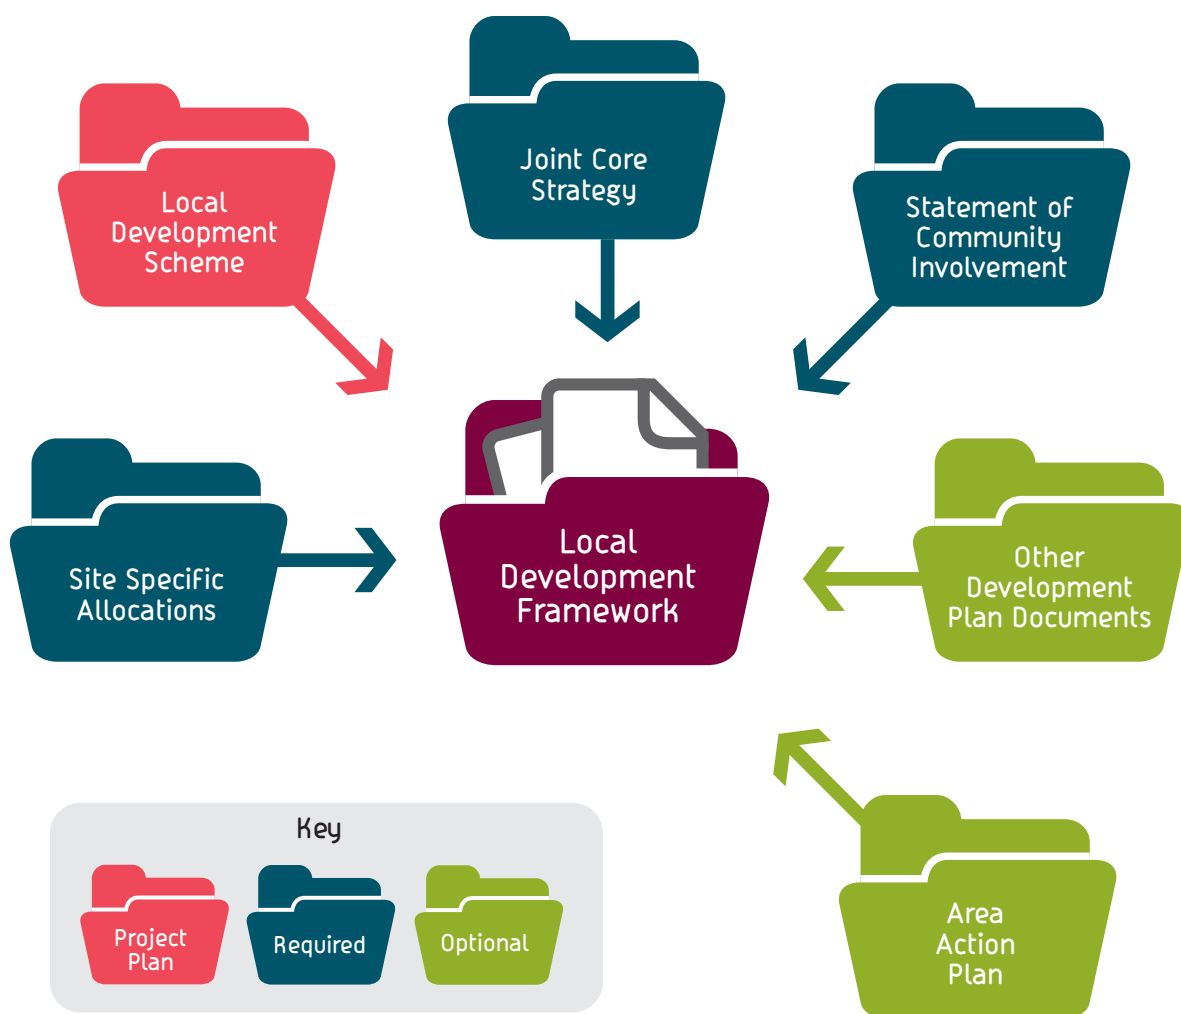 Joint Core
Strategy
Local
Development
Scheme
Statement of
Community
Involvement
Site Specific
Allocations
Local
Development
Framework
Other
Development
Plan Documents
Key
Project
Plan
Required
Optional
Area
Action
Plan